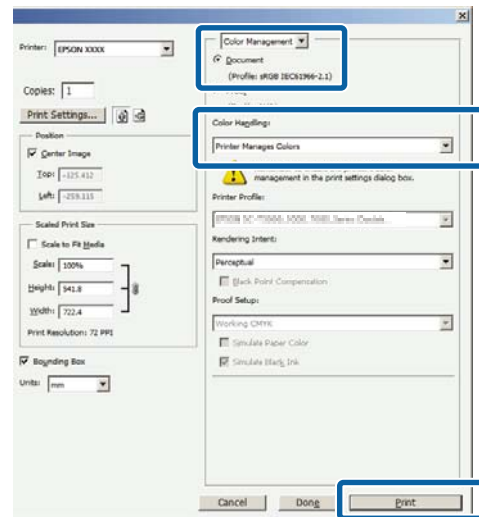 Printer: EPSON XXXX
Copies: 1
Print Settings...
Position
Center Image
Top: -125.412
Left: -259.115
Scaled Print Size
Scale to Fit Media
Scale: 100%
Height: 541.8
Width: 722.4
Print Resolution: 72 PPI
Bounding Box
Units: mm
Color Management
Document
(Profile: sRGB IEC61966-2.1)
Color Handling:
Printer Manages Colors
management in the print settings dialog box.
Printer Profile:
Rendering Intent:
Perceptual
Black Point Compensation
Proof Setup:
Working CMYK
Simulate Paper Color
Simulate Black Ink
Cancel
Done
Print